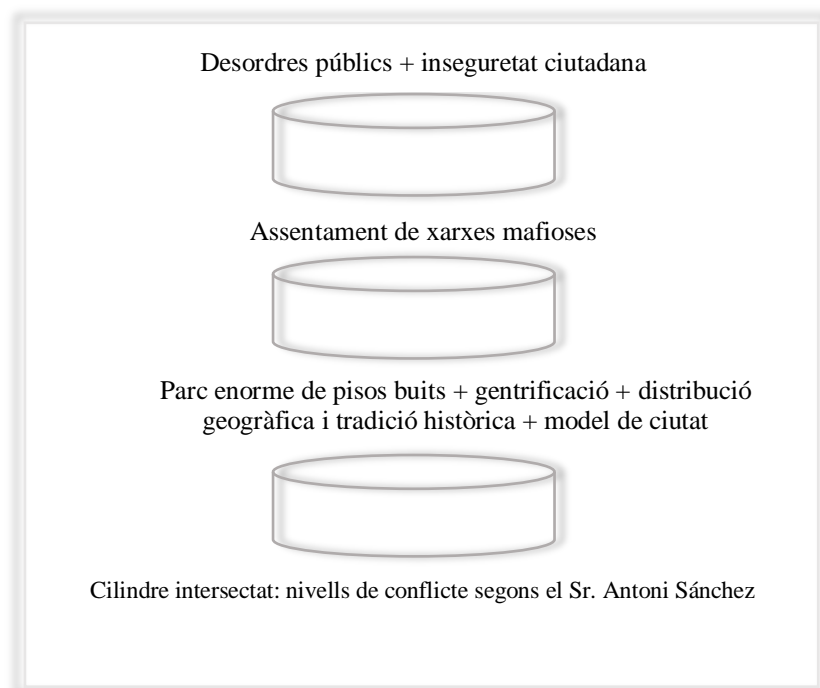 Desordres públics + inseguretat ciutadana
Assentament de xarxes mafioses
Parc enorme de pisos buits + gentrificació + distribució
geogràfica i tradició històrica + model de ciutat
Cilindre intersectat: nivells de conflicte segons el Sr. Antoni Sánchez